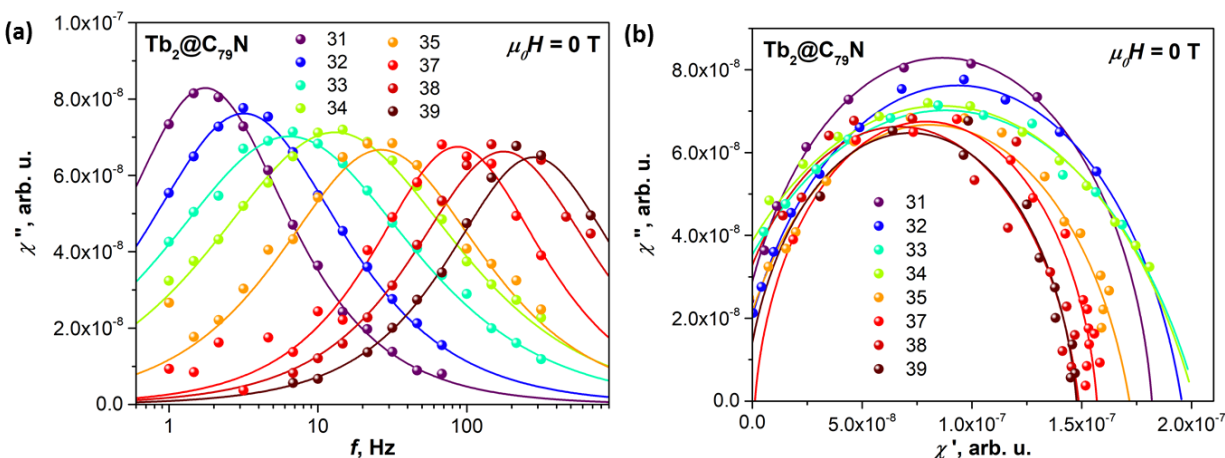 (a)
Tb₂@C₇₉N
μ₀H = 0 T
31
32
33
34
35
37
38
39
1.0x10⁻⁷
8.0x10⁻⁸
6.0x10⁻⁸
4.0x10⁻⁸
2.0x10⁻⁸
0.0
χ'', arb. u.
1
10
100
f, Hz
(b)
Tb₂@C₇₉N
μ₀H = 0 T
8.0x10⁻⁸
6.0x10⁻⁸
4.0x10⁻⁸
2.0x10⁻⁸
χ'', arb. u.
31
32
33
34
35
37
38
39
0.0
5.0x10⁻⁸
1.0x10⁻⁷
1.5x10⁻⁷
2.0x10⁻⁷
χ', arb. u.